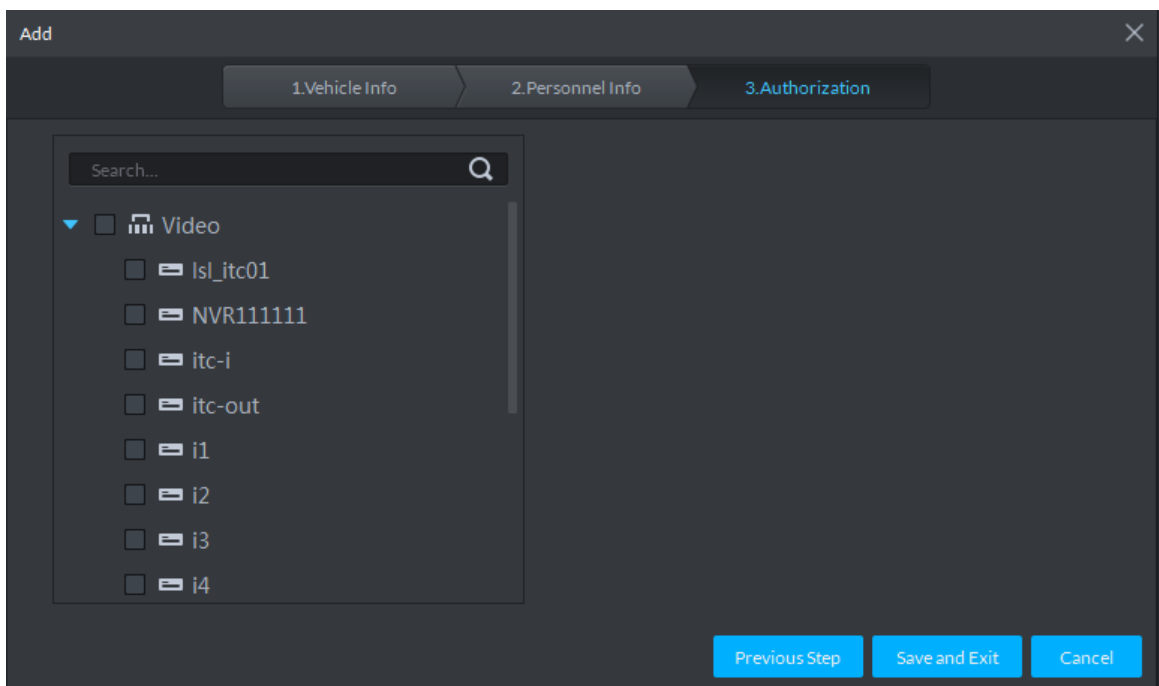 Add
1.Vehicle Info
2.Personnel Info
3.Authorization
Search...
Video
lsl_itc01
NVR111111
itc-i
itc-out
i1
i2
i3
i4
Previous Step
Save and Exit
Cancel